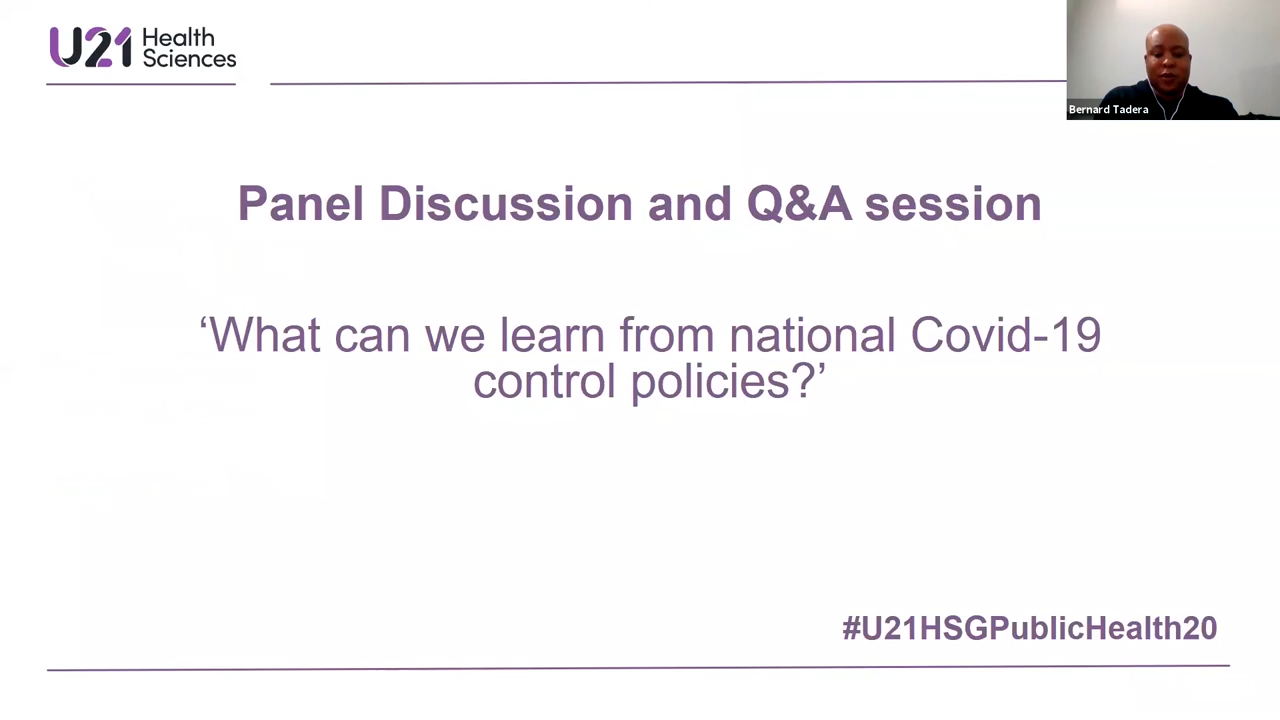 U21 Health
Sciences
Bernard Tadera
Panel Discussion and Q&A session
‘What can we learn from national Covid-19
control policies?’
#U21HSGPublicHealth20